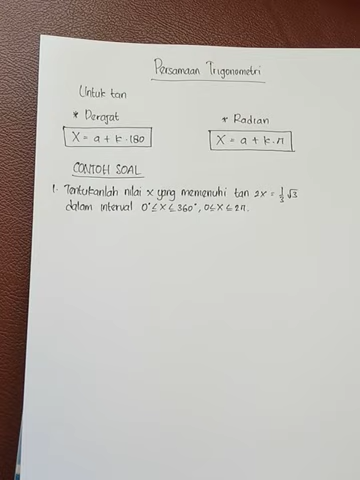 Persamaan Trigonometri
Untuk tan
* Derajat
* Radian
X = a + k . 180
X = a + k . π
CONTOH SOAL
1. Tentukanlah nilai x yang memenuhi tan 2x = 1/3 √3
dalam interval 0° ≤ x ≤ 360°, 0 ≤ x ≤ 2π.